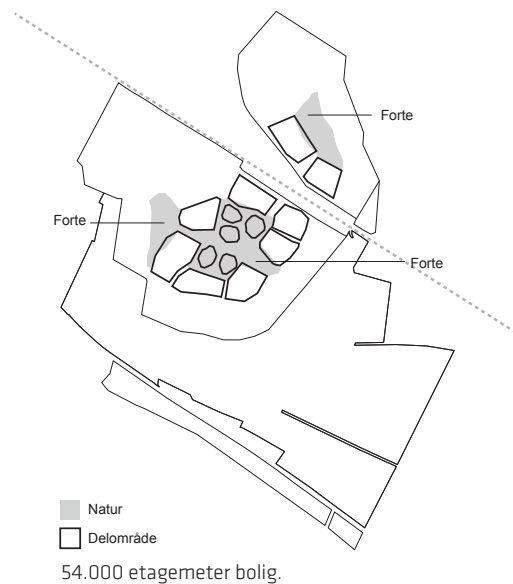 Forte
Forte
Forte
Natur
Delområde
54.000 etagemeter bolig.